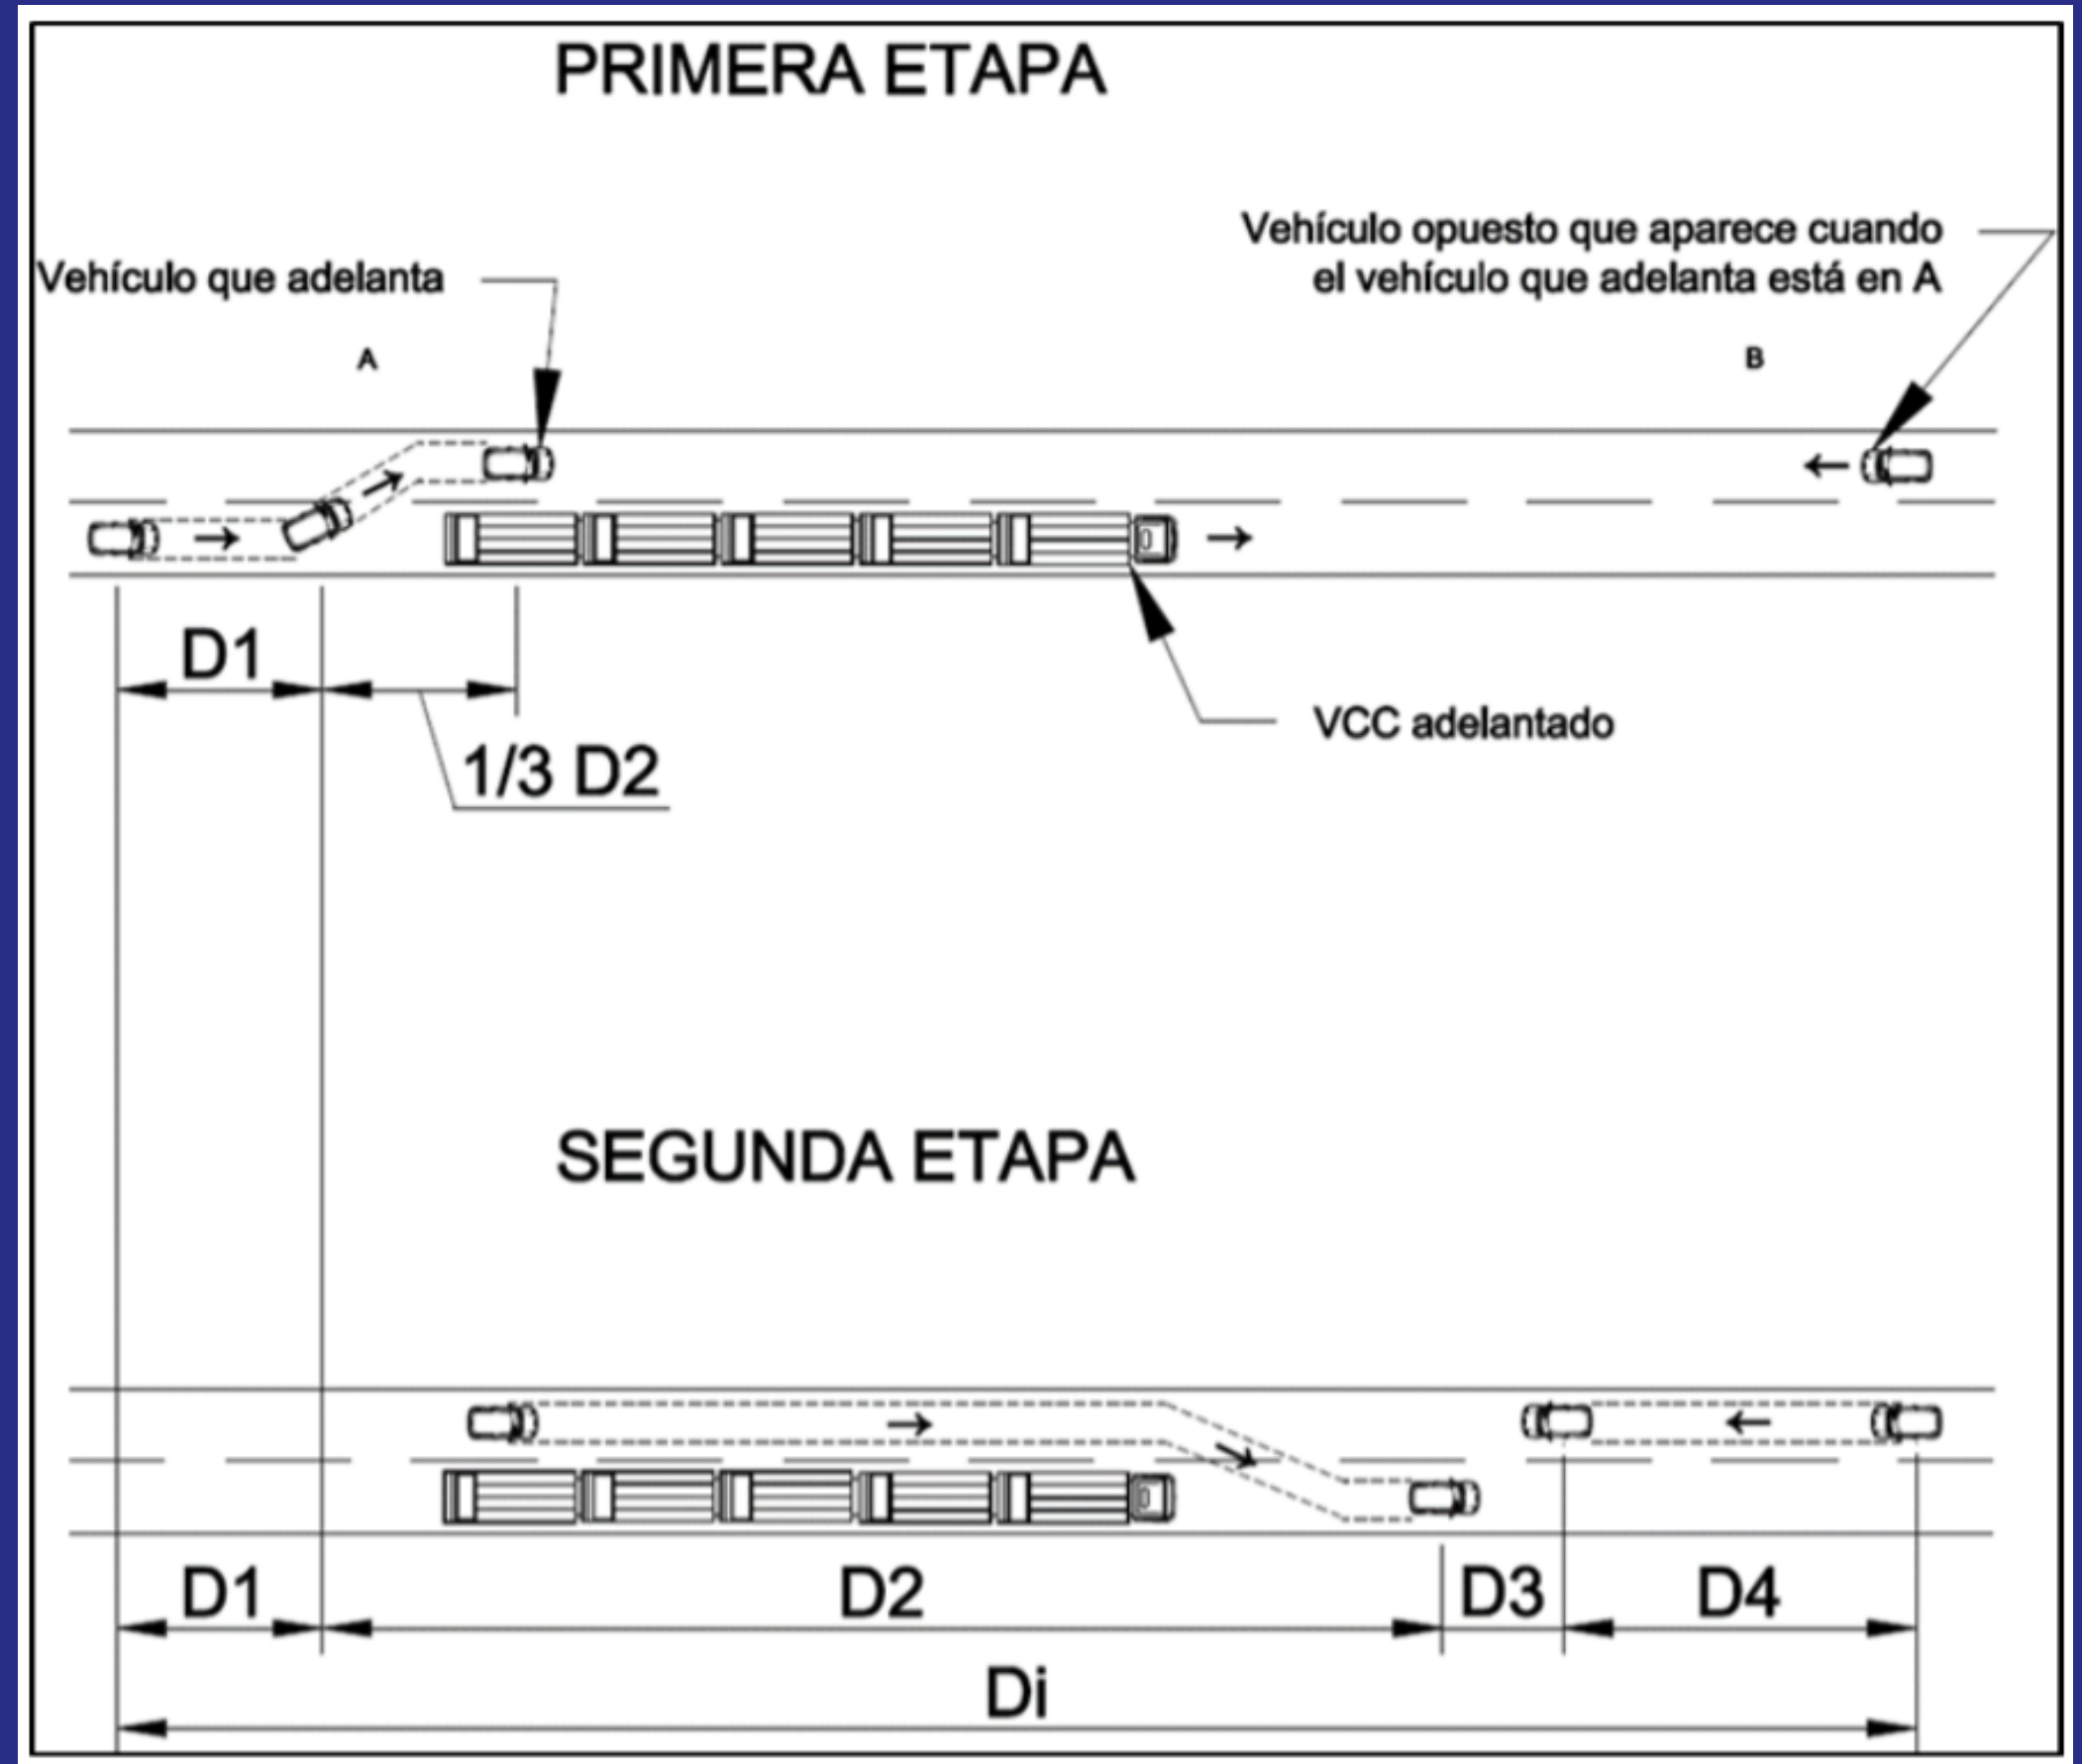 PRIMERA ETAPA
Vehículo opuesto que aparece cuando
el vehículo que adelanta está en A
Vehículo que adelanta
A
B
D1
1/3 D2
VCC adelantado
SEGUNDA ETAPA
D1
D2
D3
D4
Di